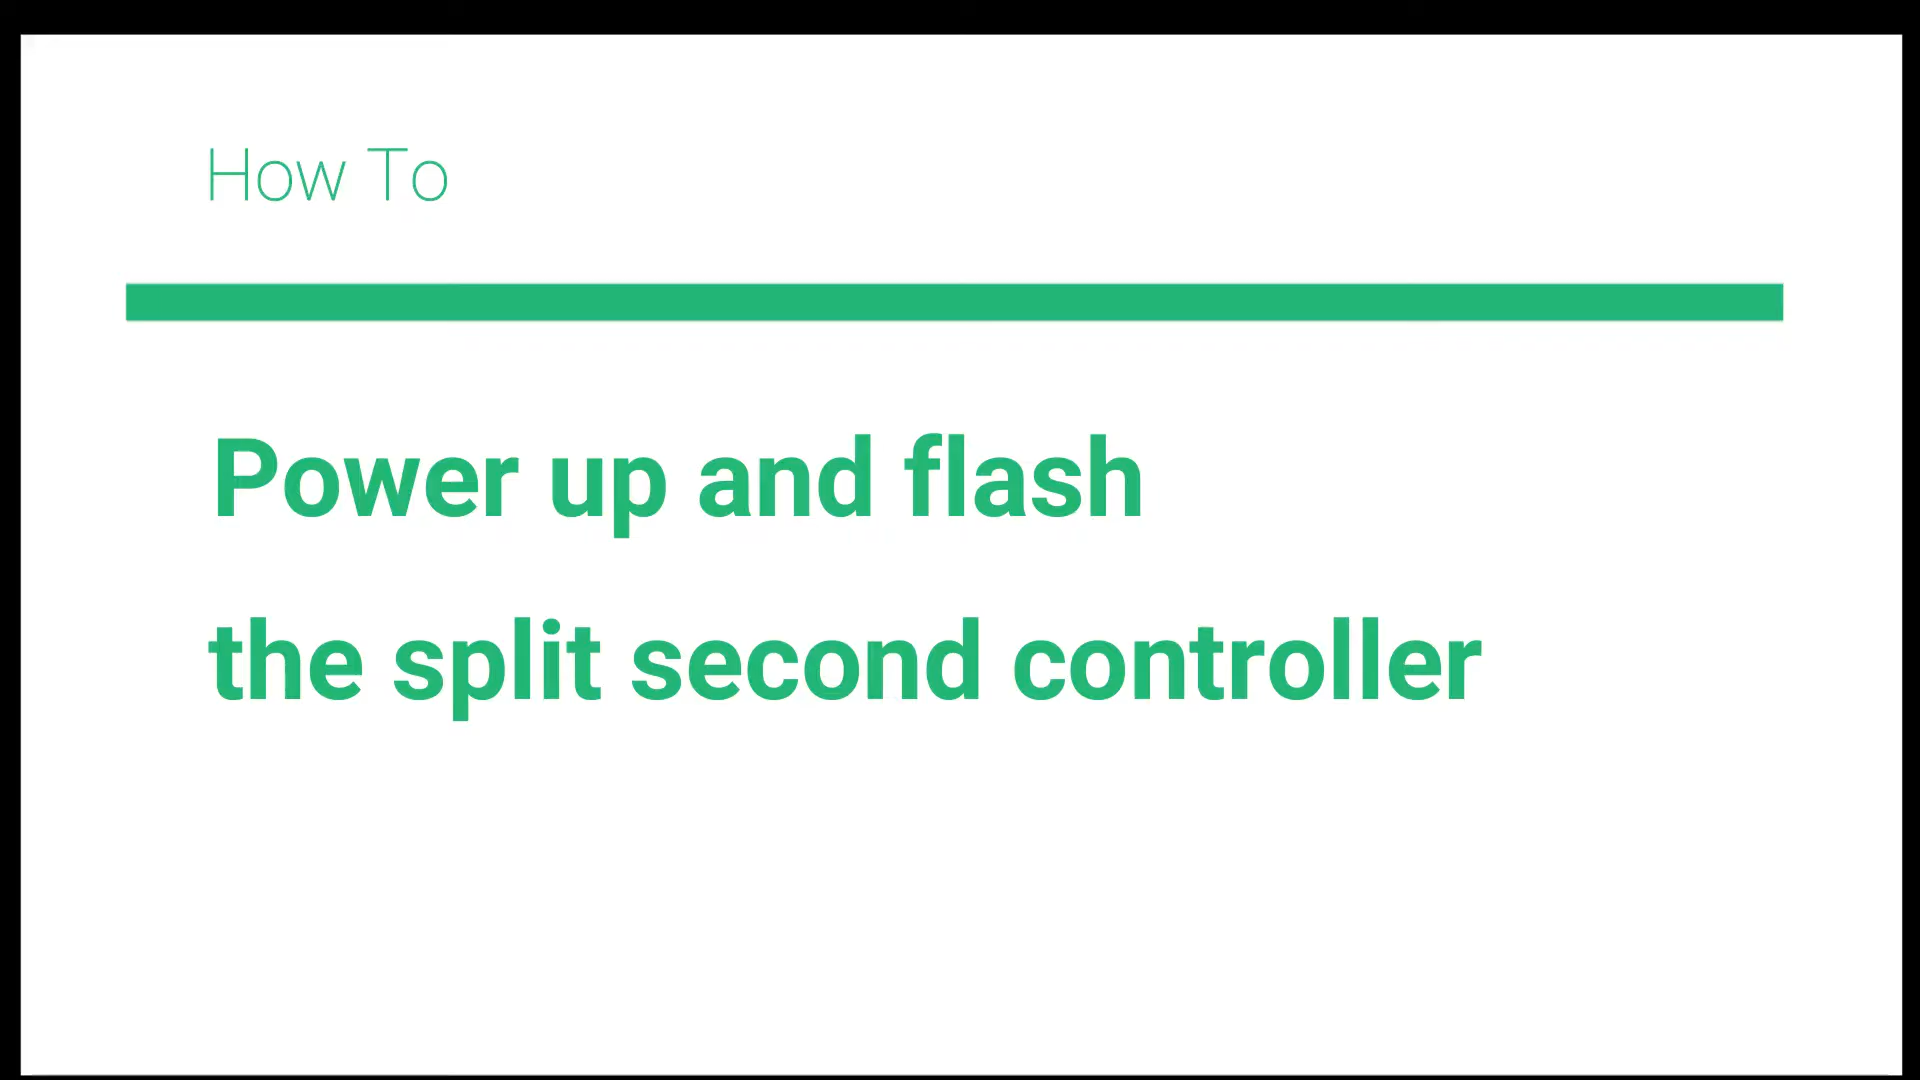 How To
Power up and flash
the split second controller